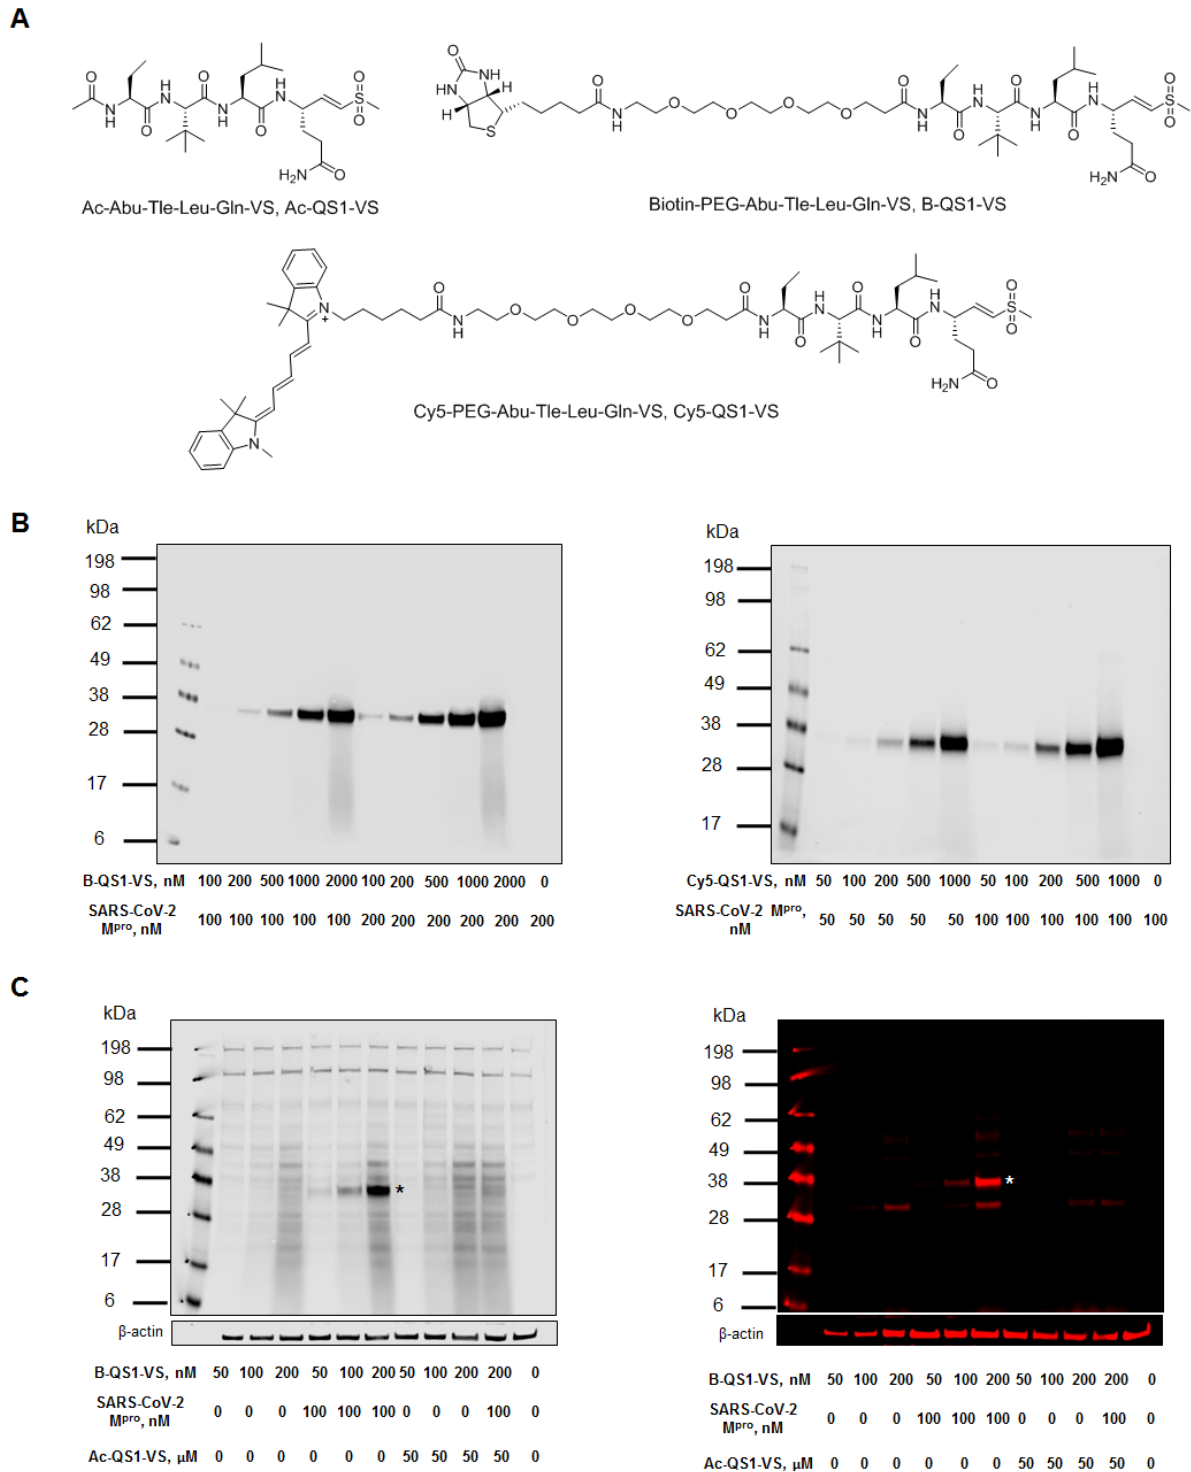 A
Ac-Abu-Tle-Leu-Gln-VS, Ac-QS1-VS
Biotin-PEG-Abu-Tle-Leu-Gln-VS, B-QS1-VS
Cy5-PEG-Abu-Tle-Leu-Gln-VS, Cy5-QS1-VS
B
kDa
198
98
62
49
38
28
17
6
B-QS1-VS, nM 100 200 500 1000 2000 100 200 500 1000 2000 0
SARS-CoV-2
Mpro, nM 100 100 100 100 100 200 200 200 200 200 200
kDa
198
98
62
49
38
28
17
Cy5-QS1-VS, nM 50 100 200 500 1000 50 100 200 500 1000 0
SARS-CoV-2 Mpro,
nM 50 50 50 50 50 100 100 100 100 100 100
C
kDa
198
98
62
49
38
28
17
6
*
β-actin
B-QS1-VS, nM 50 100 200 50 100 200 50 100 200 200 0
SARS-CoV-2
Mpro, nM 0 0 0 100 100 100 0 0 0 100 0
Ac-QS1-VS, µM 0 0 0 0 0 0 50 50 50 50 0
kDa
198
98
62
49
38
28
17
6
*
β-actin
B-QS1-VS, nM 50 100 200 50 100 200 50 100 200 200 0
SARS-CoV-2
Mpro, nM 0 0 0 100 100 100 0 0 0 100 0
Ac-QS1-VS, µM 0 0 0 0 0 0 50 50 50 50 0